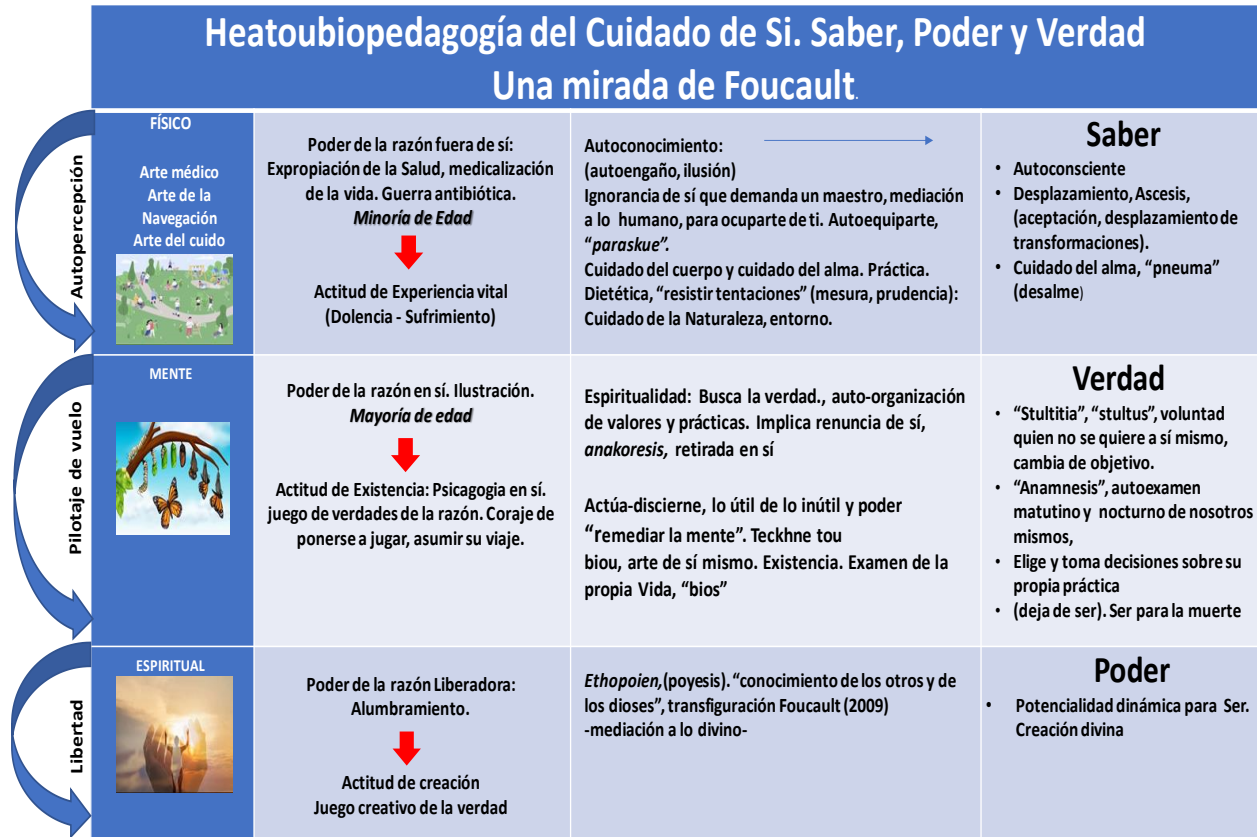 Heatoubiopedagogía del Cuidado de Si. Saber, Poder y Verdad
Una mirada de Foucault.
Autopercepción
FÍSICO
Arte médico
Arte de la
Navegación
Arte del cuido
Poder de la razón fuera de sí:
Expropiación de la Salud, medicalización
de la vida. Guerra antibiótica.
Minoría de Edad
Actitud de Experiencia vital
(Dolencia - Sufrimiento)
Autoconocimiento:
(autoengaño, ilusión)
Ignorancia de sí que demanda un maestro, mediación
a lo humano, para ocuparte de ti. Autoequiparte,
“paraskue”.
Cuidado del cuerpo y cuidado del alma. Práctica.
Dietética, “resistir tentaciones” (mesura, prudencia):
Cuidado de la Naturaleza, entorno.
Saber
• Autoconsciente
• Desplazamiento, Ascesis,
(aceptación, desplazamiento de
transformaciones).
• Cuidado del alma, “pneuma”
(desalme)
Pilotaje de vuelo
MENTE
Poder de la razón en sí. Ilustración.
Mayoría de edad
Actitud de Existencia: Psicagogia en sí.
juego de verdades de la razón. Coraje de
ponerse a jugar, asumir su viaje.
Espiritualidad: Busca la verdad., auto-organización
de valores y prácticas. Implica renuncia de sí,
anakoresis, retirada en sí
Actúa-discierne, lo útil de lo inútil y poder
“remediar la mente”. Teckhne tou
biou, arte de sí mismo. Existencia. Examen de la
propia Vida, “bios”
Verdad
• “Stultitia”, “stultus”, voluntad
quien no se quiere a sí mismo,
cambia de objetivo.
• “Anamnesis”, autoexamen
matutino y nocturno de nosotros
mismos,
• Elige y toma decisiones sobre su
propia práctica
• (deja de ser). Ser para la muerte
Libertad
ESPIRITUAL
Poder de la razón Liberadora:
Alumbramiento.
Actitud de creación
Juego creativo de la verdad
Ethopoien,(poyesis). “conocimiento de los otros y de
los dioses”, transfiguración Foucault (2009)
-mediación a lo divino-
Poder
• Potencialidad dinámica para Ser.
Creación divina